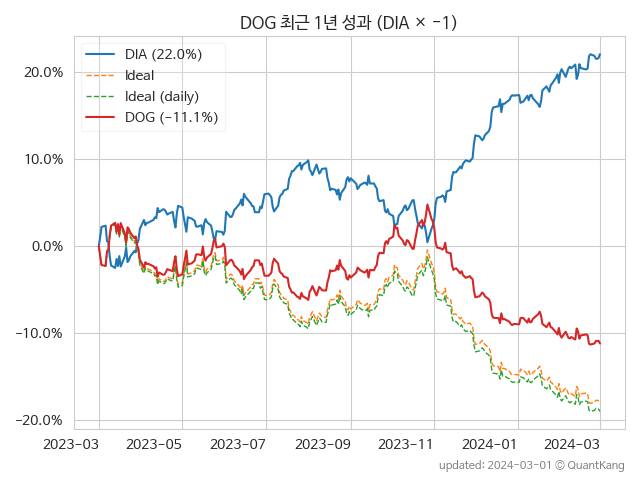 DOG 최근 1년 성과 (DIA × −1)
DIA (22.0%)
Ideal
Ideal (daily)
DOG (−11.1%)
20.0%
10.0%
0.0%
−10.0%
−20.0%
2023-03 2023-05 2023-07 2023-09 2023-11 2024-01 2024-03
updated: 2024-03-01 © QuantKang